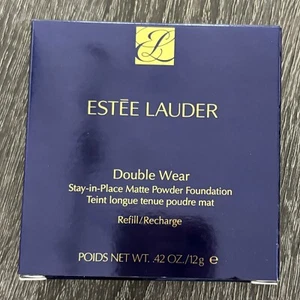 EL
ESTĒE LAUDER
Double Wear
Stay-in-Place Matte Powder Foundation
Teint longue tenue poudre mat
Refill/Recharge
POIDS NET WT. .42 OZ./12g ℮